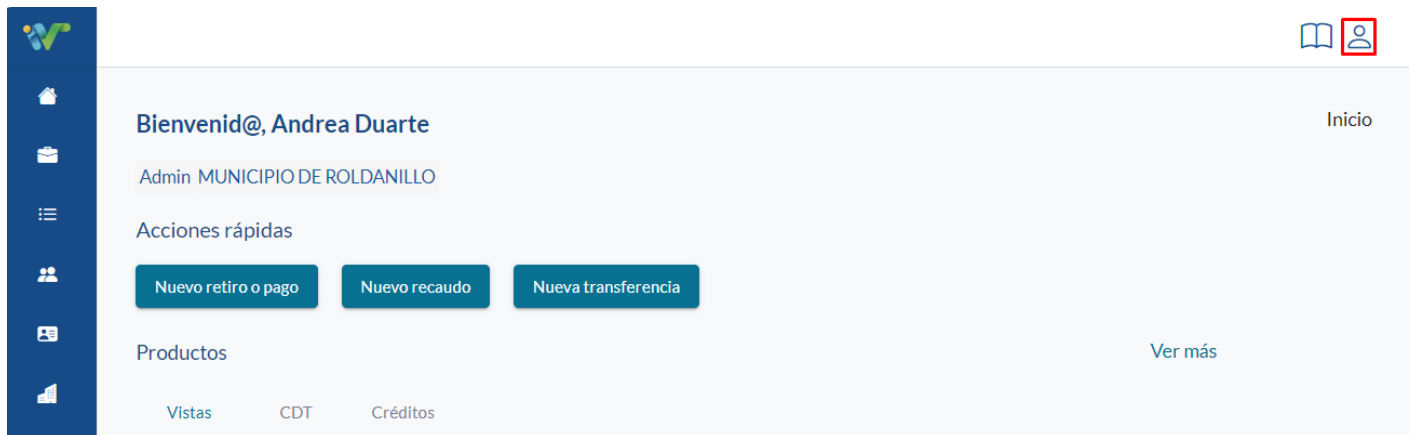 Bienvenid@, Andrea Duarte
Inicio
Admin MUNICIPIO DE ROLDANILLO
Acciones rápidas
Nuevo retiro o pago
Nuevo recaudo
Nueva transferencia
Productos
Ver más
Vistas
CDT
Créditos